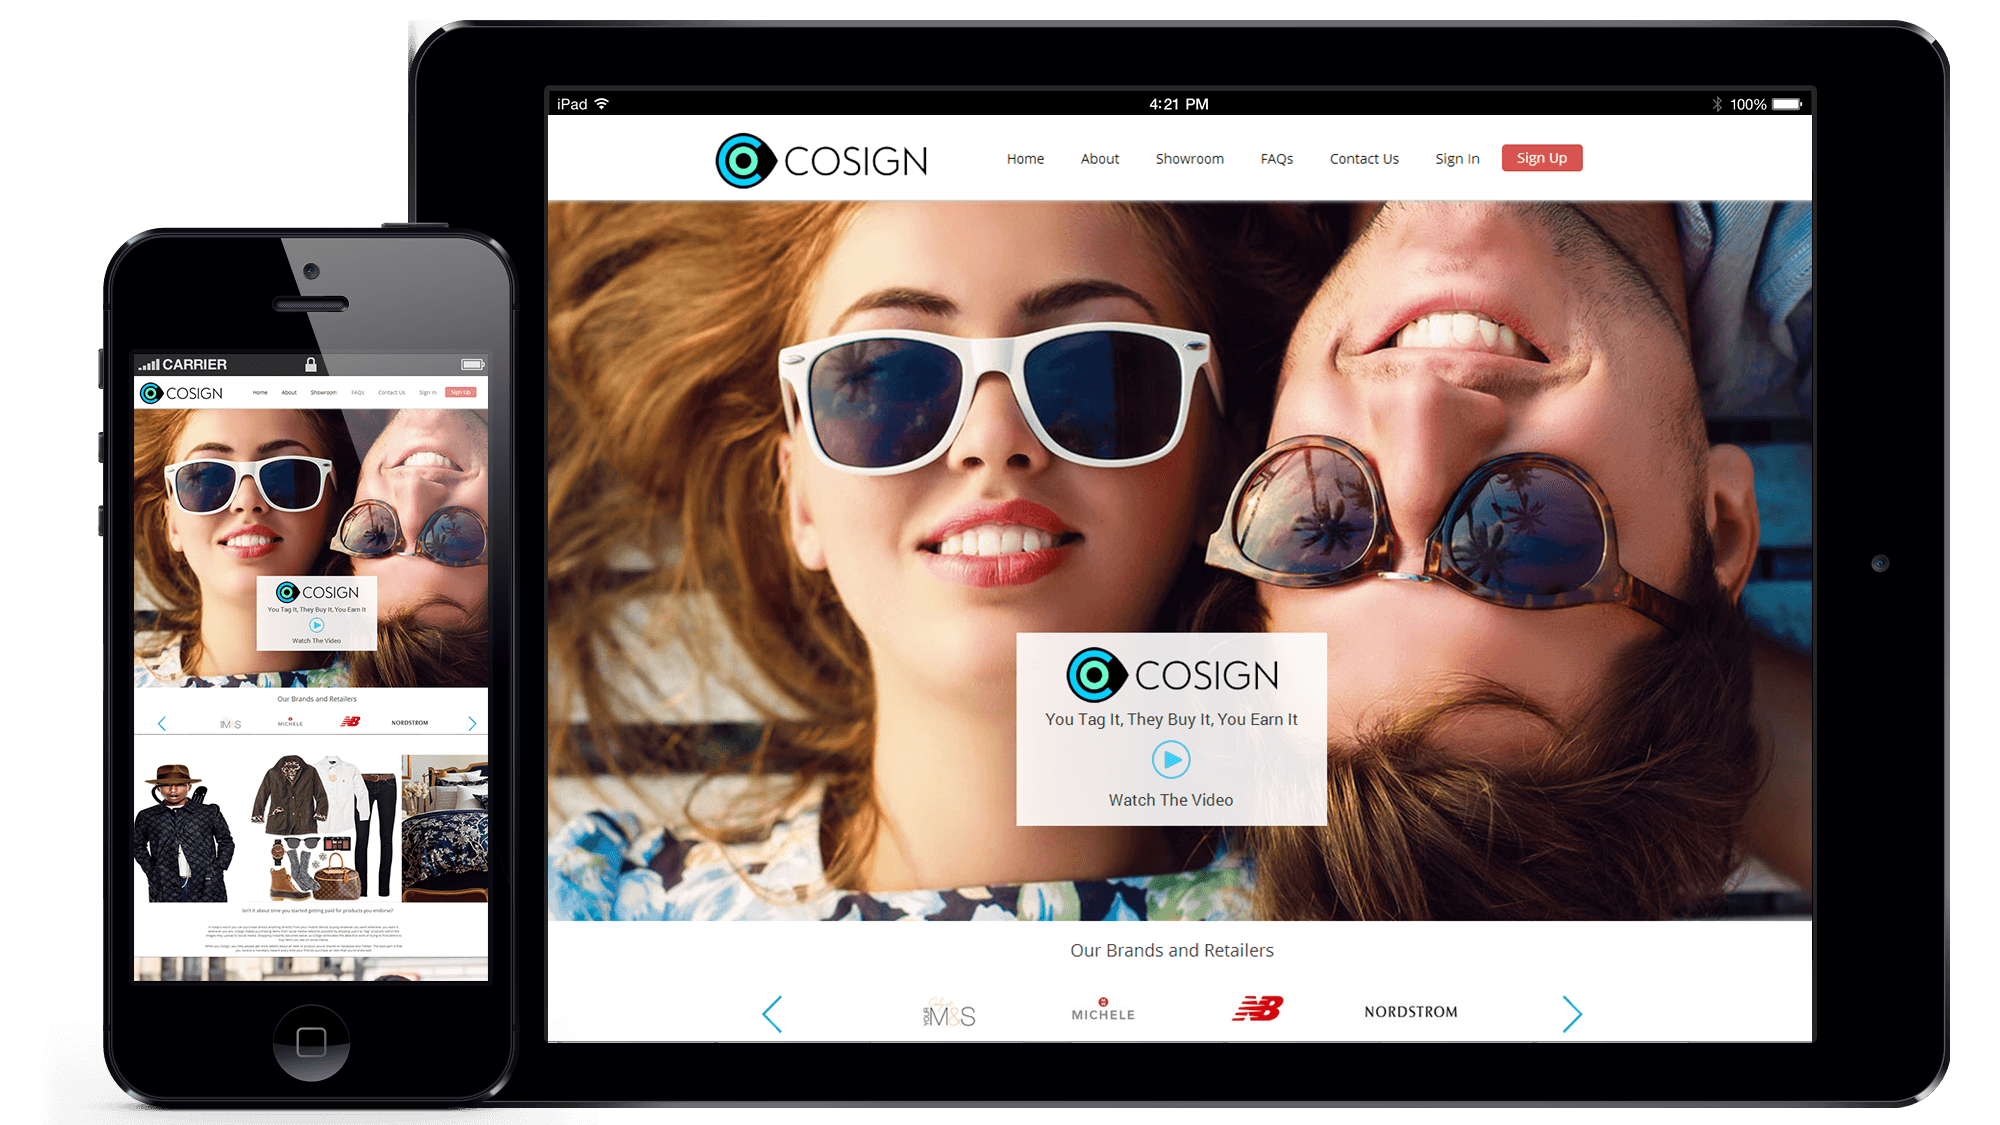 iPad 4:21 PM 100%
COSIGN Home About Showroom FAQs Contact Us Sign In Sign Up
COSIGN
You Tag It, They Buy It, You Earn It
Watch The Video
Our Brands and Retailers
Only at YOUR M&S MICHELE NB NORDSTROM
CARRIER
COSIGN Home About Showroom FAQs Contact Us Sign In Sign Up
COSIGN
You Tag It, They Buy It, You Earn It
Watch The Video
Our Brands and Retailers
M&S MICHELE NB NORDSTROM
Isn't it about time you started getting paid for products you endorse?